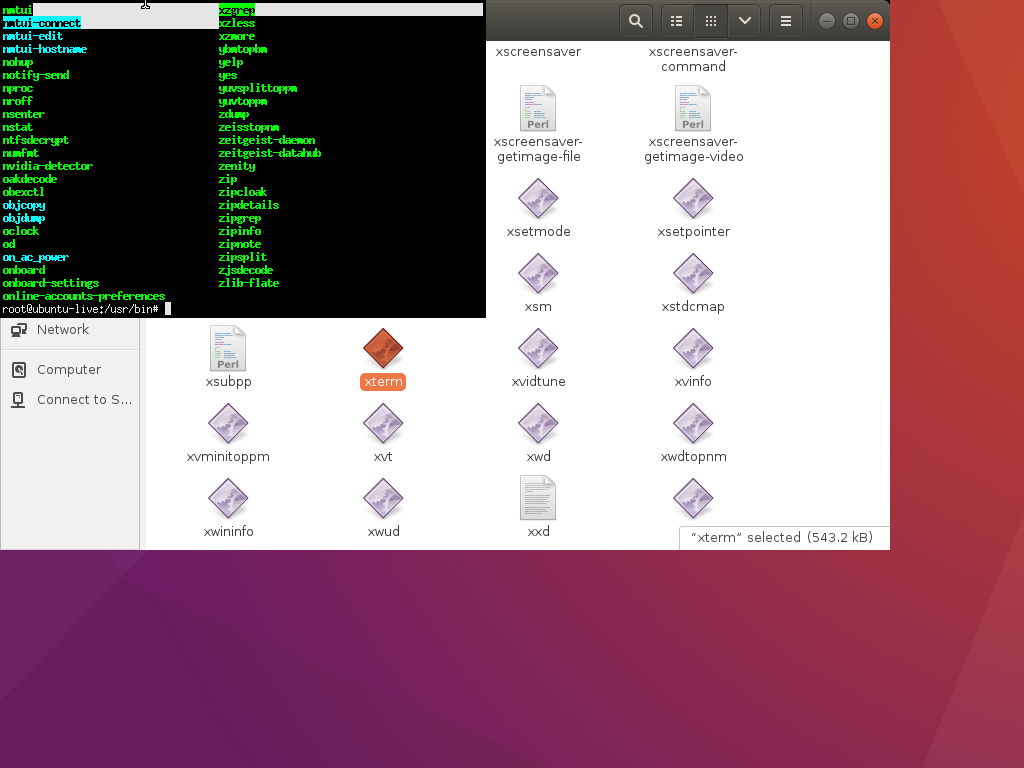 nmtui xzgrep
nmtui-connect xzless
nmtui-edit xzmore
nmtui-hostname ybmtopbm
nohup yelp
notify-send yes
nproc yuvsplittoppm
nroff yuvtoppm
nsenter zdump
nstat zeisstopnm
ntfsdecrypt zeitgeist-daemon
numfmt zeitgeist-datahub
nvidia-detector zenity
oakdecode zip
obexctl zipcloak
objcopy zipdetails
objdump zipgrep
oclock zipinfo
od zipnote
on_ac_power zipsplit
onboard zjsdecode
onboard-settings zlib-flate
online-accounts-preferences
root@ubuntu-live:/usr/bin#
xscreensaver xscreensaver-
command
Perl Perl
xscreensaver- xscreensaver-
getimage-file getimage-video
xsetmode xsetpointer
xsm xstdcmap
Network
Computer
Connect to S...
Perl
xsubpp xterm xvidtune xvinfo
xvminitoppm xvt xwd xwdtopnm
xwininfo xwud xxd
"xterm" selected (543.2 kB)